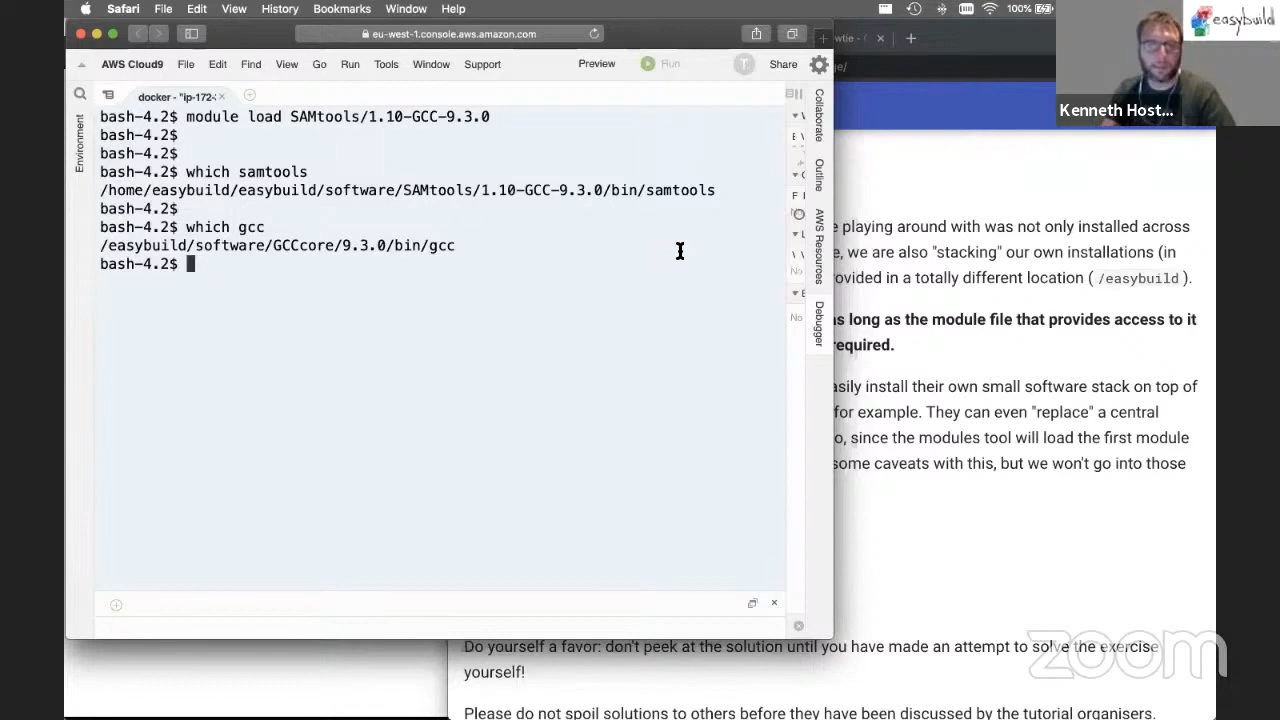 Safari File Edit View History Bookmarks Window Help
100%
easybuild
eu-west-1.console.aws.amazon.com
AWS Cloud9 File Edit Find View Go Run Tools Window Support Preview Run T Share
Kenneth Host...
docker - "ip-172-
Environment
Collaborate
Outline
AWS Resources
Debugger
bash-4.2$ module load SAMtools/1.10-GCC-9.3.0
bash-4.2$
bash-4.2$
bash-4.2$ which samtools
/home/easybuild/easybuild/software/SAMtools/1.10-GCC-9.3.0/bin/samtools
bash-4.2$
bash-4.2$ which gcc
/easybuild/software/GCCcore/9.3.0/bin/gcc
bash-4.2$
playing around with was not only installed across
, we are also "stacking" our own installations (in
ovided in a totally different location ( /easybuild ).
as long as the module file that provides access to it
required.
asily install their own small software stack on top of
for example. They can even "replace" a central
o, since the modules tool will load the first module
some caveats with this, but we won't go into those
Do yourself a favor: don't peek at the solution until you have made an attempt to solve the exercise
yourself!
Please do not spoil solutions to others before they have been discussed by the tutorial organisers.
zoom